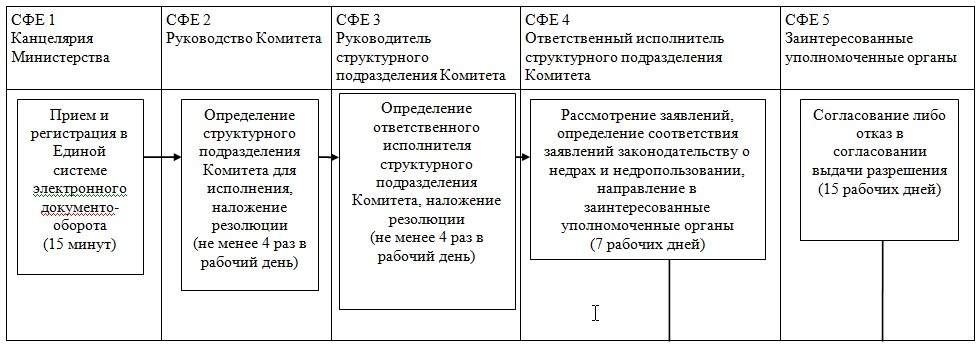 СФЕ 1
Канцелярия
Министерства
СФЕ 2
Руководство Комитета
СФЕ 3
Руководитель
структурного
подразделения Комитета
СФЕ 4
Ответственный исполнитель
структурного подразделения
Комитета
СФЕ 5
Заинтересованные
уполномоченные органы
Прием и
регистрация в
Единой
системе
электронного
документо-
оборота
(15 минут)
Определение
структурного
подразделения
Комитета для
исполнения,
наложение
резолюции
(не менее 4 раз в
рабочий день)
Определение
ответственного
исполнителя
структурного
подразделения
Комитета, наложение
резолюции
(не менее 4 раз в
рабочий день)
Рассмотрение заявлений,
определение соответствия
заявлений законодательству о
недрах и недропользовании,
направление в
заинтересованные
уполномоченные органы
(7 рабочих дней)
Согласование либо
отказ в
согласовании
выдачи разрешения
(15 рабочих дней)